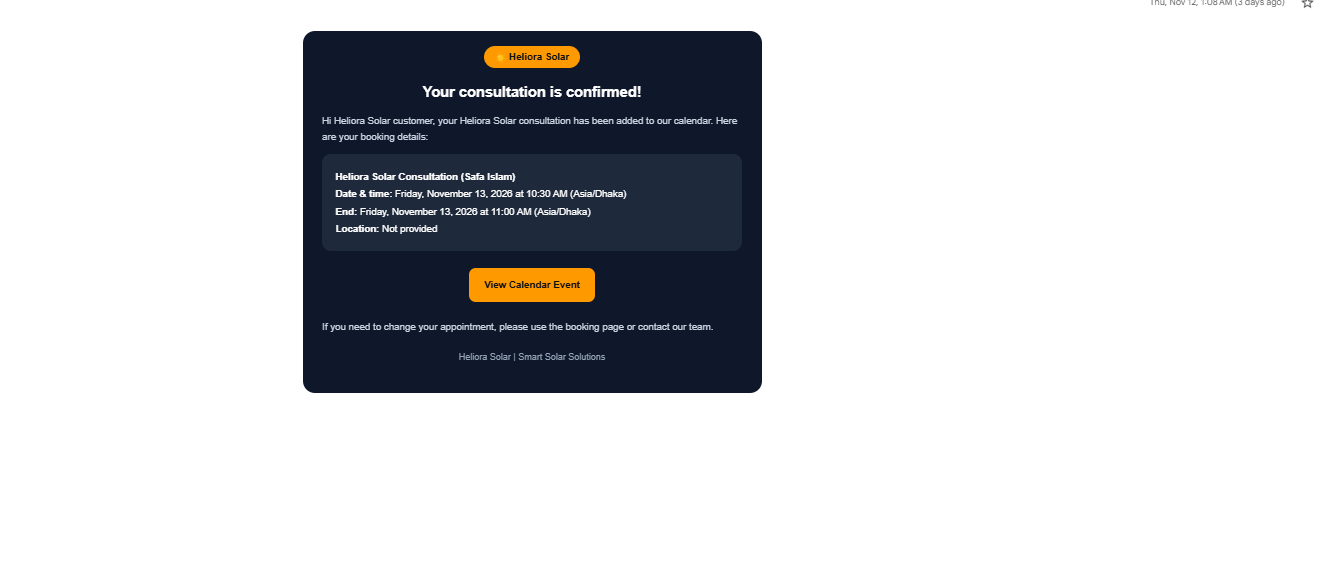 Thu, Nov 12, 1:08 AM (3 days ago)
Heliora Solar
Your consultation is confirmed!
Hi Heliora Solar customer, your Heliora Solar consultation has been added to our calendar. Here
are your booking details:
Heliora Solar Consultation (Safa Islam)
Date & time: Friday, November 13, 2026 at 10:30 AM (Asia/Dhaka)
End: Friday, November 13, 2026 at 11:00 AM (Asia/Dhaka)
Location: Not provided
View Calendar Event
If you need to change your appointment, please use the booking page or contact our team.
Heliora Solar | Smart Solar Solutions